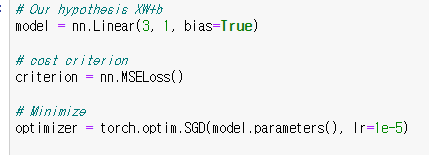 # Our hypothesis XW+b
model = nn.Linear(3, 1, bias=True)
# cost criterion
criterion = nn.MSELoss()
# Minimize
optimizer = torch.optim.SGD(model.parameters(), lr=1e-5)